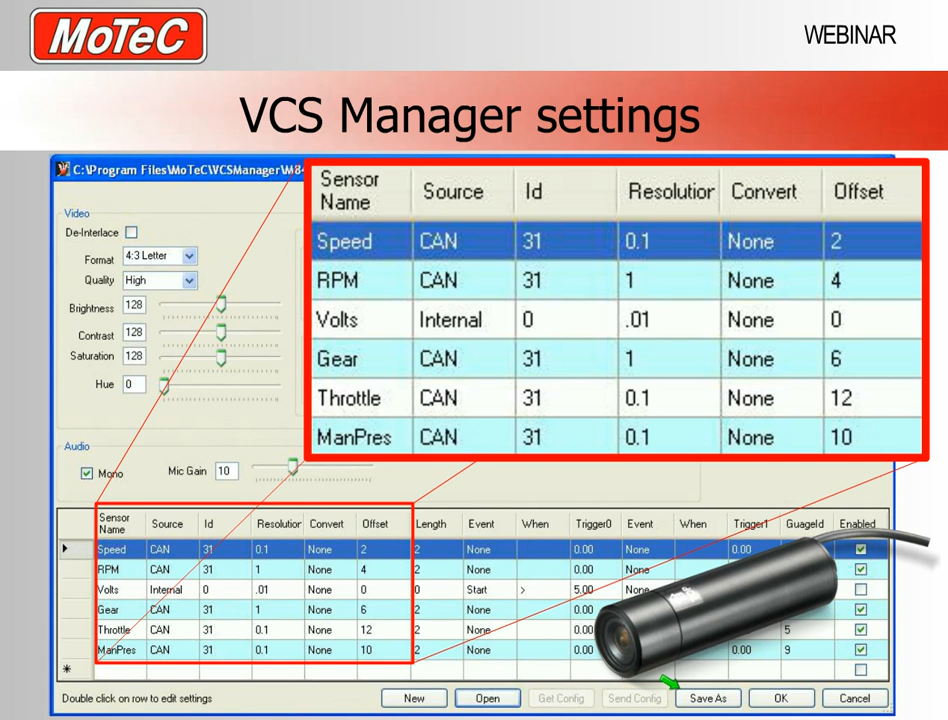 MoTeC
WEBINAR
VCS Manager settings
C:\Program Files\MoTeC\VCSManager\M84
Video
De-Interlace
Format 4:3 Letter
Quality High
Brightness 128
Contrast 128
Saturation 128
Hue 0
Audio
Mono Mic Gain 10
Sensor Name Source Id Resolutior Convert Offset
Speed CAN 31 0.1 None 2
RPM CAN 31 1 None 4
Volts Internal 0 .01 None 0
Gear CAN 31 1 None 6
Throttle CAN 31 0.1 None 12
ManPres CAN 31 0.1 None 10
Sensor Name Source Id Resolutior Convert Offset Length Event When Trigger0 Event When Trigger1 GuageId Enabled
Speed CAN 31 0.1 None 2 2 None 0.00 None 0.00
RPM CAN 31 1 None 4 2 None 0.00 None
Volts Internal 0 .01 None 0 0 Start > 5.00 None
Gear CAN 31 1 None 6 2 None 0.00
Throttle CAN 31 0.1 None 12 2 None 0.00 5
ManPres CAN 31 0.1 None 10 2 None 0.00 0.00 9
Double click on row to edit settings
New Open Get Config Send Config Save As OK Cancel